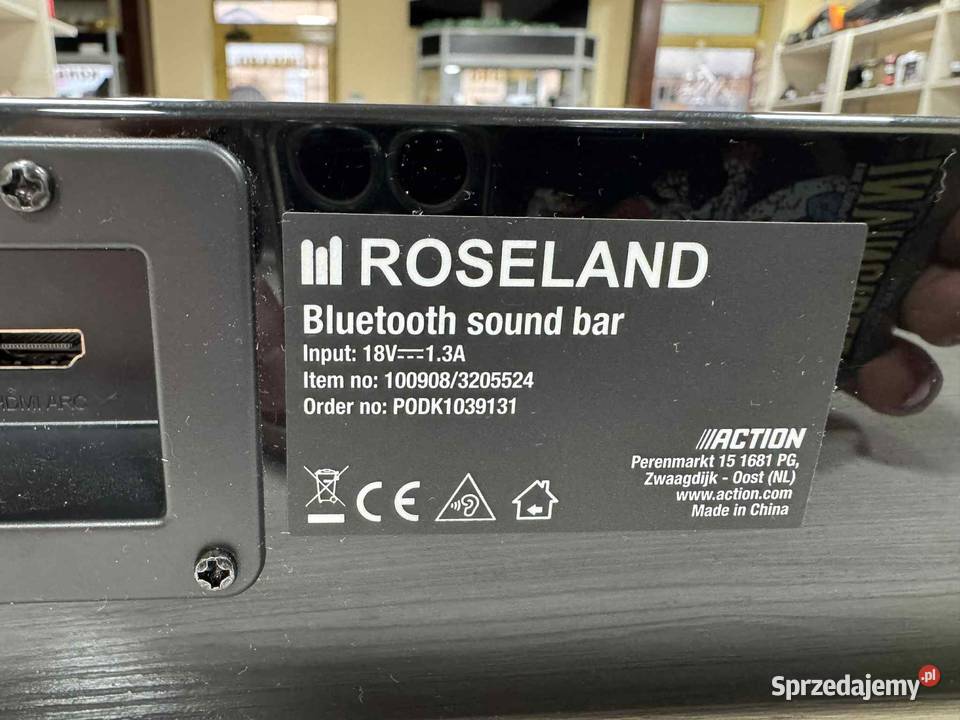 ROSELAND
Bluetooth sound bar
Input: 18V⎓1.3A
Item no: 100908/3205524
Order no: PODK1039131
HDMI ARC
CE
///ACTION
Perenmarkt 15 1681 PG,
Zwaagdijk - Oost (NL)
www.action.com
Made in China
Sprzedajemy.pl